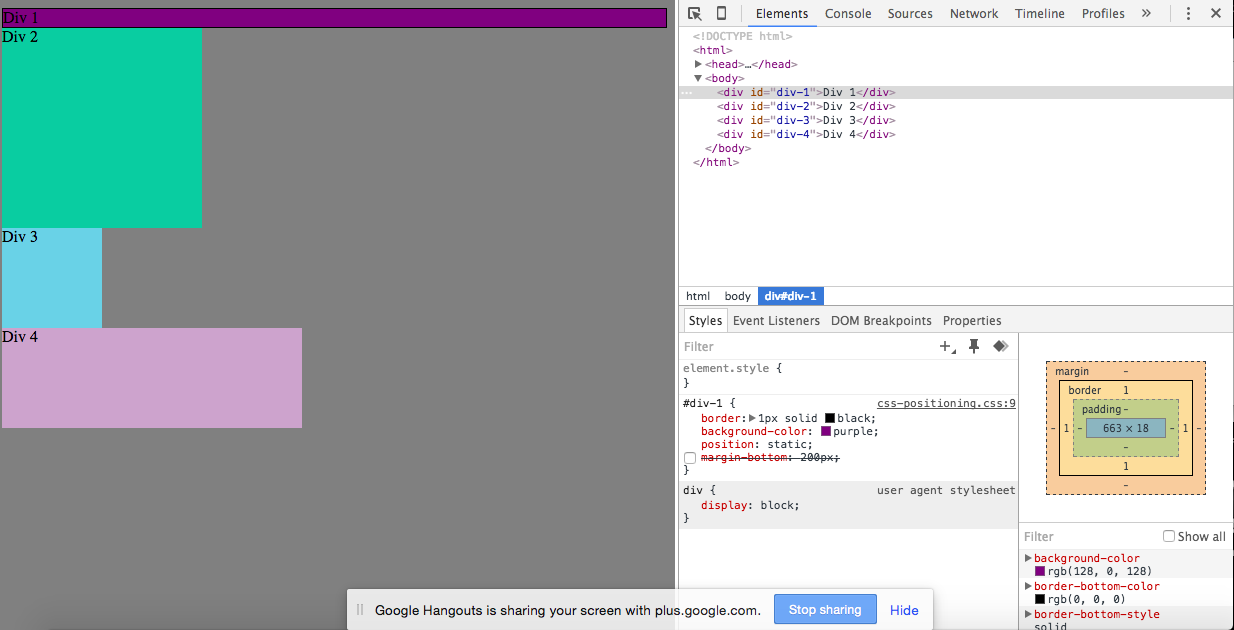 Div 1
Div 2
Div 3
Div 4
Elements Console Sources Network Timeline Profiles »
<!DOCTYPE html>
<html>
<head>…</head>
<body>
<div id="div-1">Div 1</div>
<div id="div-2">Div 2</div>
<div id="div-3">Div 3</div>
<div id="div-4">Div 4</div>
</body>
</html>
html body div#div-1
Styles Event Listeners DOM Breakpoints Properties
Filter
element.style {
}
#div-1 { css-positioning.css:9
border: 1px solid black;
background-color: purple;
position: static;
margin-bottom: 200px;
}
div { user agent stylesheet
display: block;
}
margin -
border 1
padding -
- 1 - 663 × 18 - 1 -
-
1
-
Filter Show all
background-color
rgb(128, 0, 128)
border-bottom-color
rgb(0, 0, 0)
border-bottom-style
solid
Google Hangouts is sharing your screen with plus.google.com. Stop sharing Hide